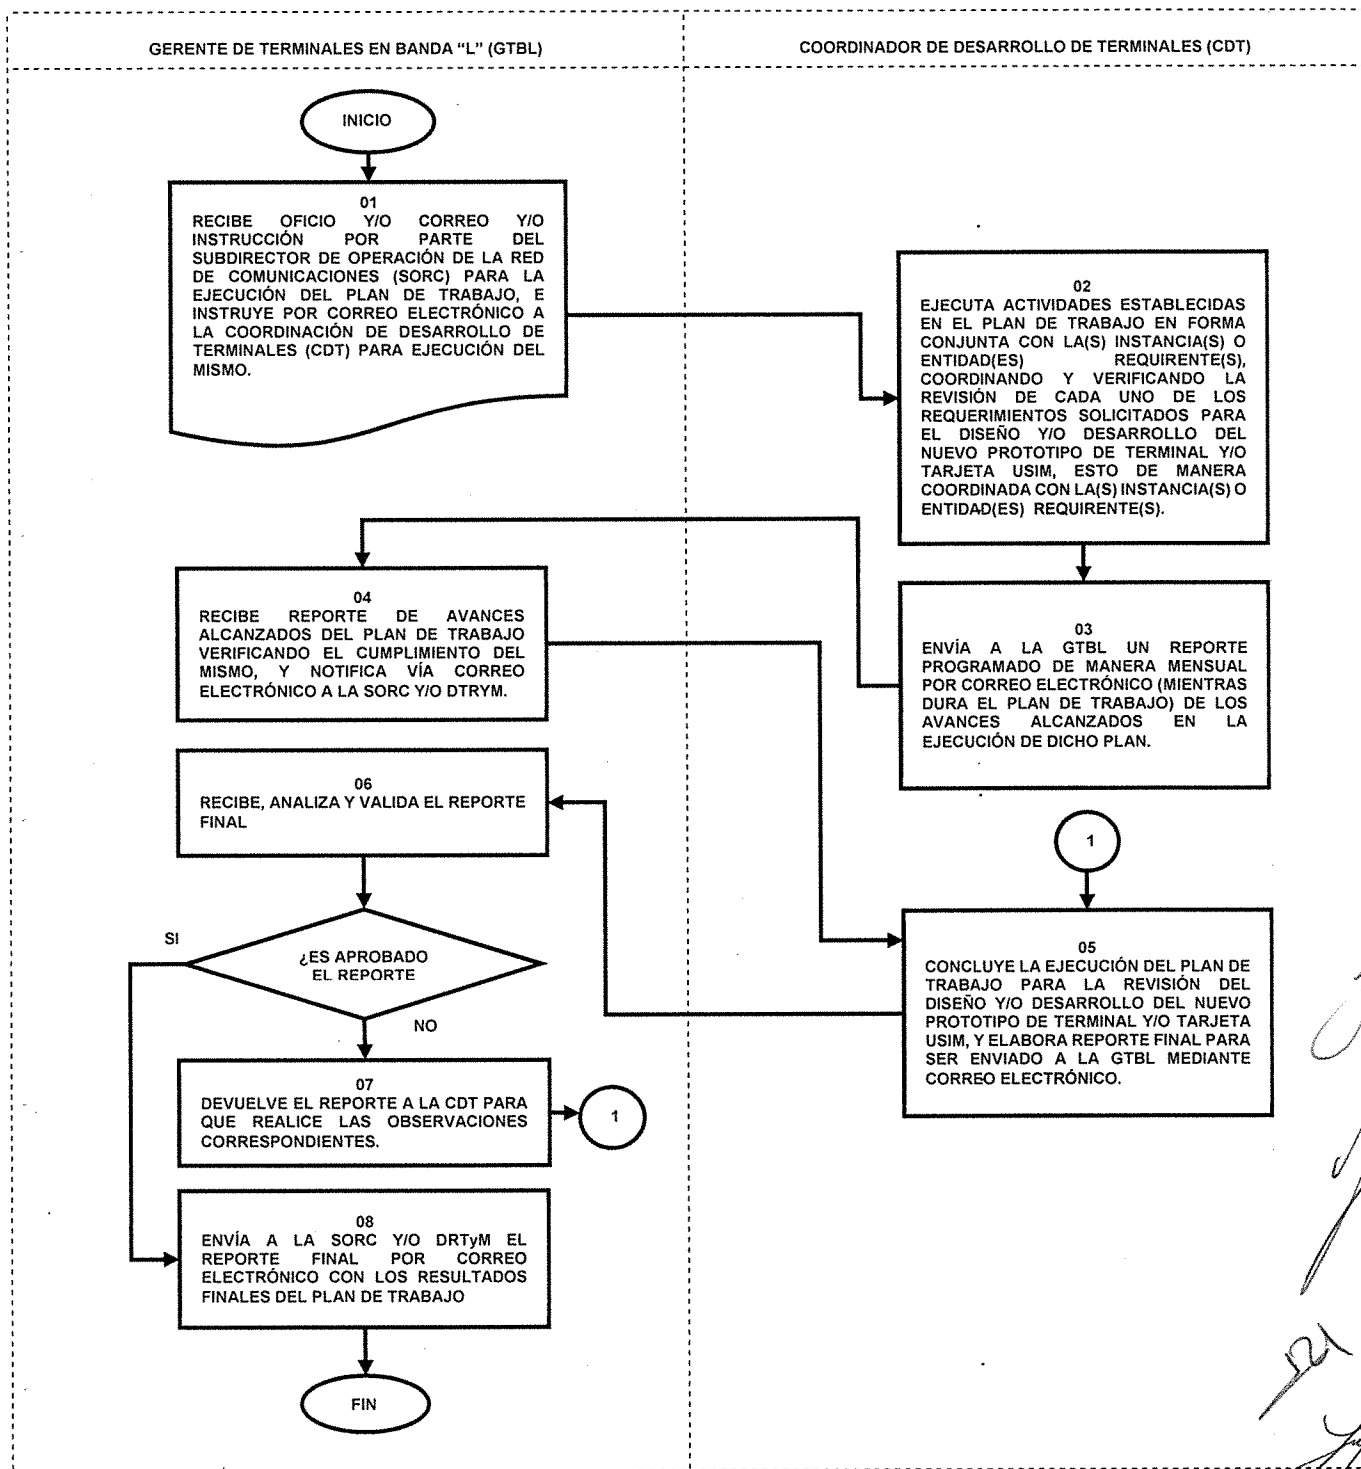 GERENTE DE TERMINALES EN BANDA “L” (GTBL)
COORDINADOR DE DESARROLLO DE TERMINALES (CDT)
INICIO
01
RECIBE OFICIO Y/O CORREO Y/O
INSTRUCCIÓN POR PARTE DEL
SUBDIRECTOR DE OPERACIÓN DE LA RED
DE COMUNICACIONES (SORC) PARA LA
EJECUCIÓN DEL PLAN DE TRABAJO, E
INSTRUYE POR CORREO ELECTRÓNICO A
LA COORDINACIÓN DE DESARROLLO DE
TERMINALES (CDT) PARA EJECUCIÓN DEL
MISMO.
02
EJECUTA ACTIVIDADES ESTABLECIDAS
EN EL PLAN DE TRABAJO EN FORMA
CONJUNTA CON LA(S) INSTANCIA(S) O
ENTIDAD(ES) REQUIRENTE(S),
COORDINANDO Y VERIFICANDO LA
REVISIÓN DE CADA UNO DE LOS
REQUERIMIENTOS SOLICITADOS PARA
EL DISEÑO Y/O DESARROLLO DEL
NUEVO PROTOTIPO DE TERMINAL Y/O
TARJETA USIM, ESTO DE MANERA
COORDINADA CON LA(S) INSTANCIA(S) O
ENTIDAD(ES) REQUIRENTE(S).
03
ENVÍA A LA GTBL UN REPORTE
PROGRAMADO DE MANERA MENSUAL
POR CORREO ELECTRÓNICO (MIENTRAS
DURA EL PLAN DE TRABAJO) DE LOS
AVANCES ALCANZADOS EN LA
EJECUCIÓN DE DICHO PLAN.
04
RECIBE REPORTE DE AVANCES
ALCANZADOS DEL PLAN DE TRABAJO
VERIFICANDO EL CUMPLIMIENTO DEL
MISMO, Y NOTIFICA VÍA CORREO
ELECTRÓNICO A LA SORC Y/O DTRYM.
1
05
CONCLUYE LA EJECUCIÓN DEL PLAN DE
TRABAJO PARA LA REVISIÓN DEL
DISEÑO Y/O DESARROLLO DEL NUEVO
PROTOTIPO DE TERMINAL Y/O TARJETA
USIM, Y ELABORA REPORTE FINAL PARA
SER ENVIADO A LA GTBL MEDIANTE
CORREO ELECTRÓNICO.
06
RECIBE, ANALIZA Y VALIDA EL REPORTE
FINAL
¿ES APROBADO
EL REPORTE
SI
NO
07
DEVUELVE EL REPORTE A LA CDT PARA
QUE REALICE LAS OBSERVACIONES
CORRESPONDIENTES.
1
08
ENVÍA A LA SORC Y/O DRTyM EL
REPORTE FINAL POR CORREO
ELECTRÓNICO CON LOS RESULTADOS
FINALES DEL PLAN DE TRABAJO
FIN